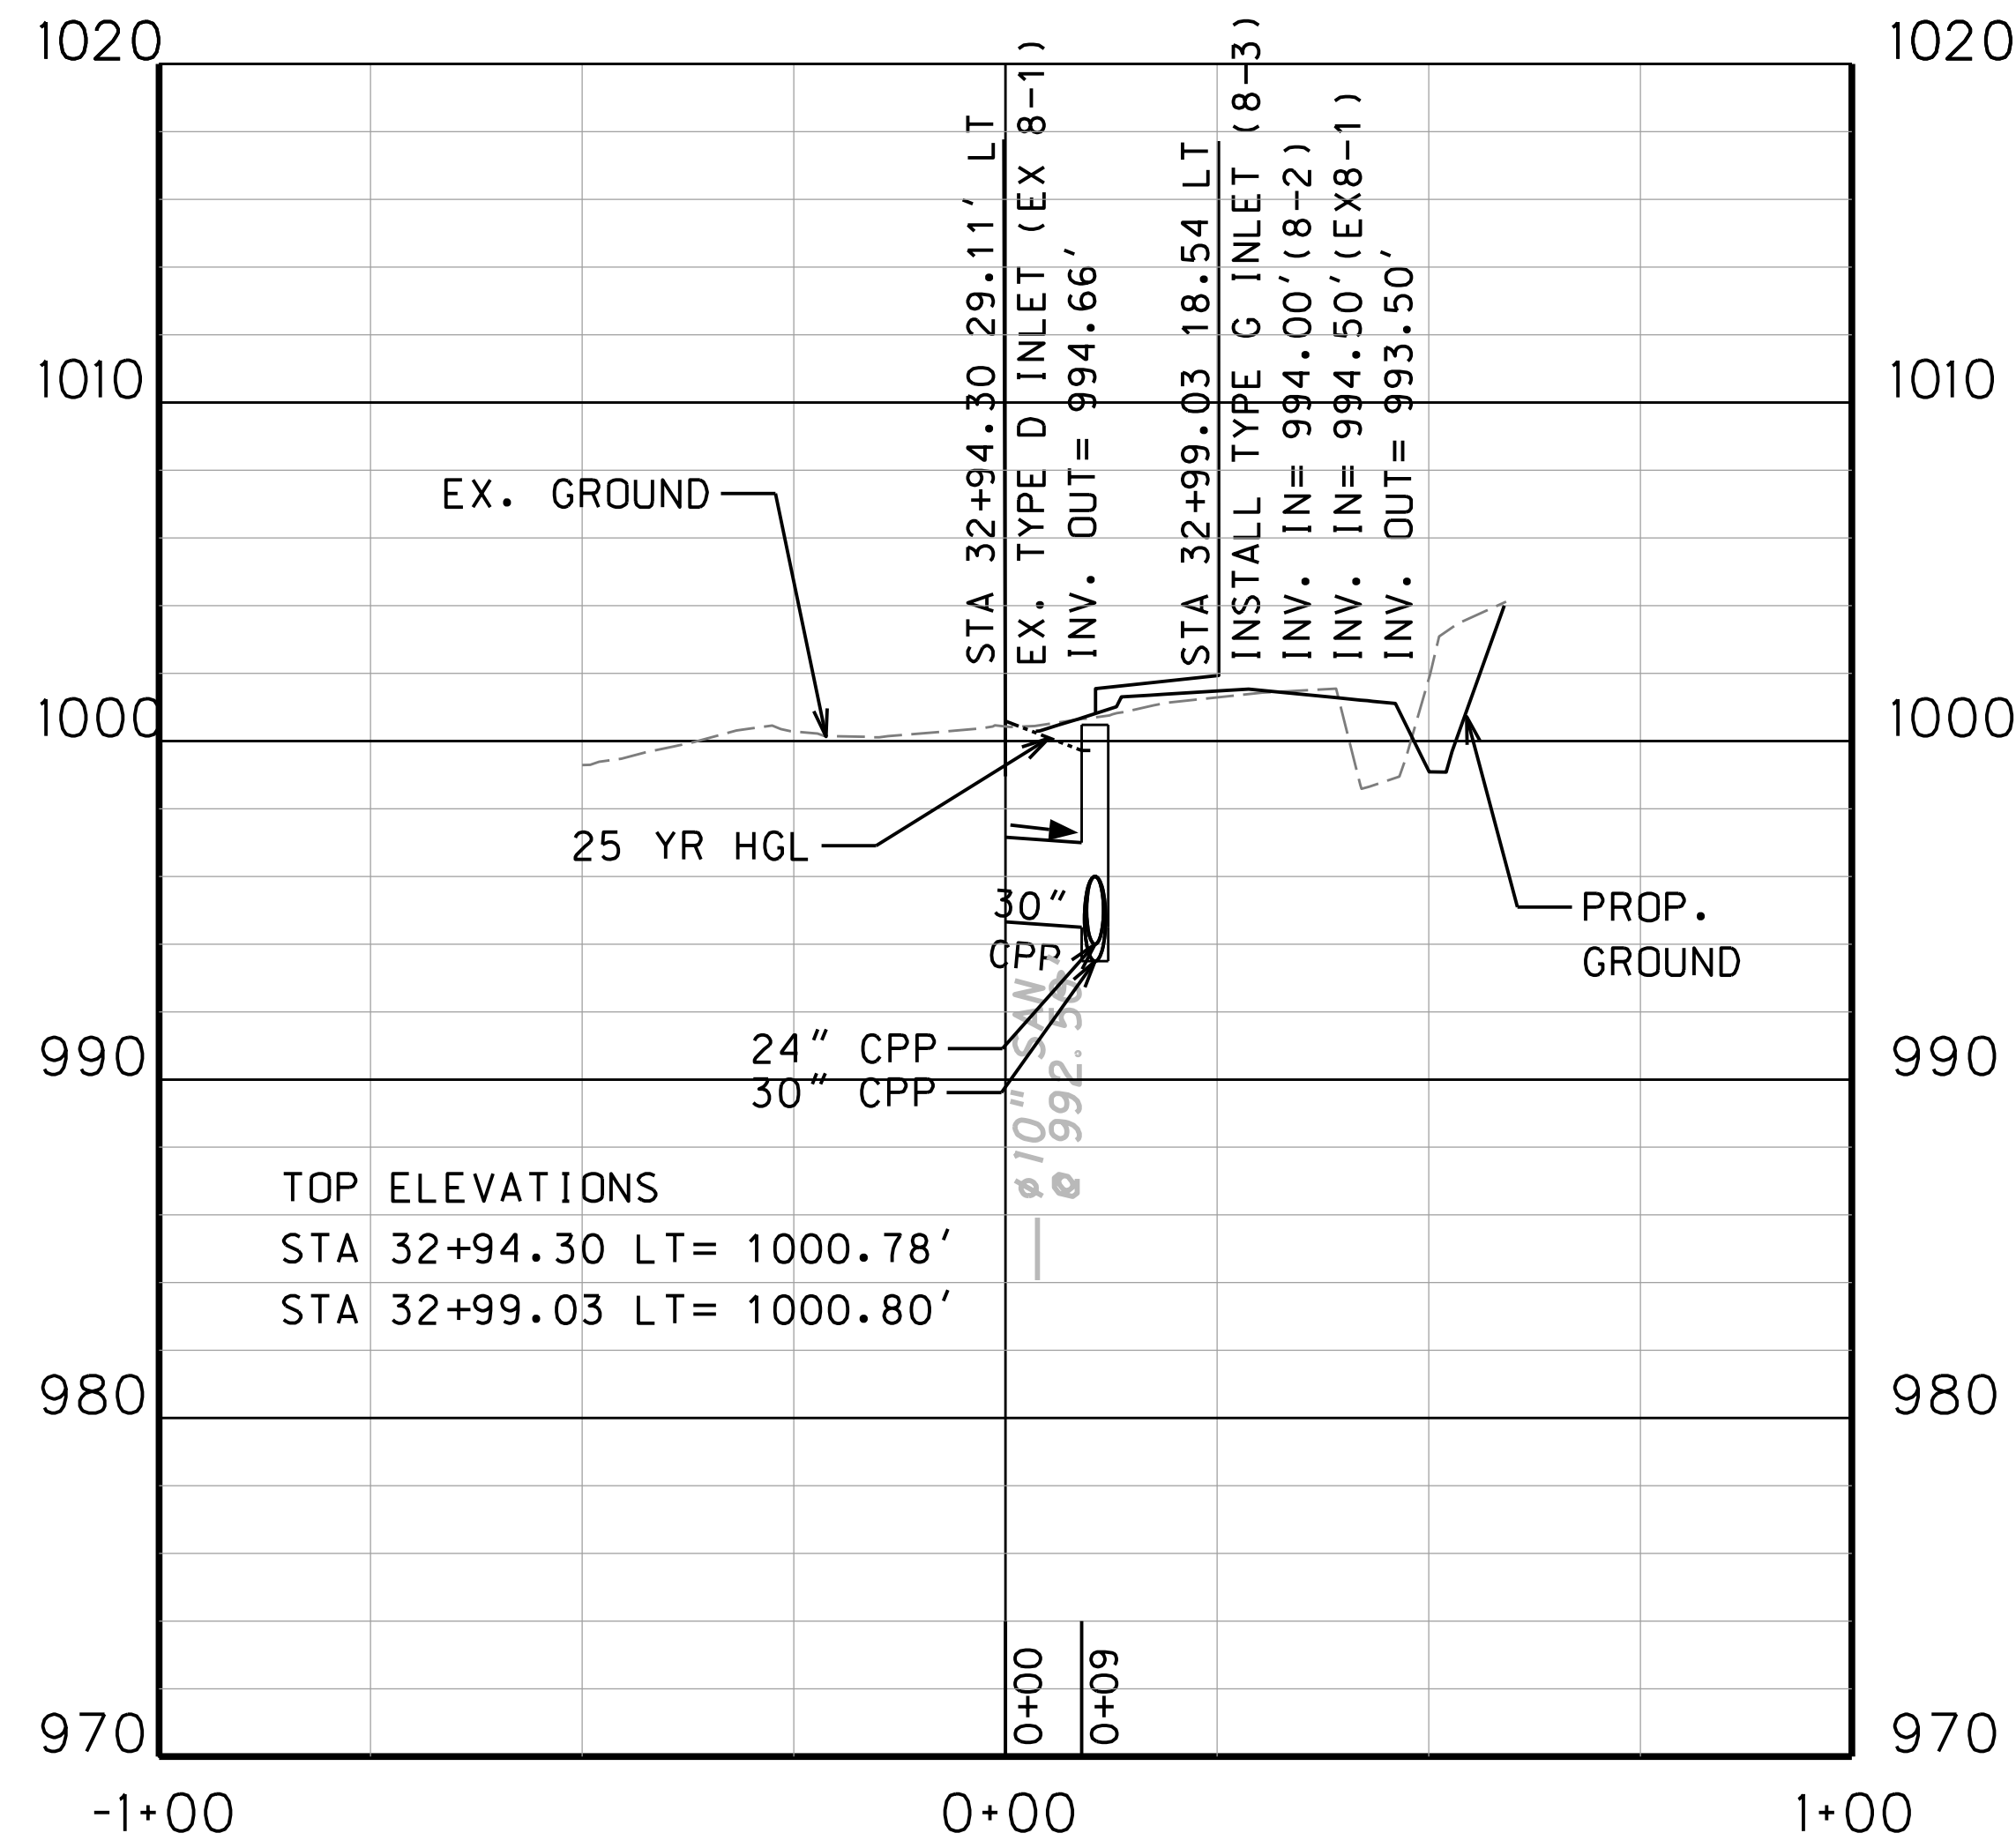 1020
1020
STA 32+94.30 29.11' LT
EX. TYPE D INLET (EX 8-1)
INV. OUT= 994.66'
STA 32+99.03 18.54 LT
INSTALL TYPE G INLET (8-3)
INV. IN= 994.00' (8-2)
INV. IN= 994.50' (EX8-1)
INV. OUT= 993.50'
1010
1010
EX. GROUND
1000
1000
25 YR HGL
30"
CPP
PROP.
GROUND
24" CPP
30" CPP
990
990
ø10" SAN
@ 992.56'
TOP ELEVATIONS
STA 32+94.30 LT= 1000.78'
STA 32+99.03 LT= 1000.80'
980
980
0+00
0+09
970
970
-1+00
0+00
1+00